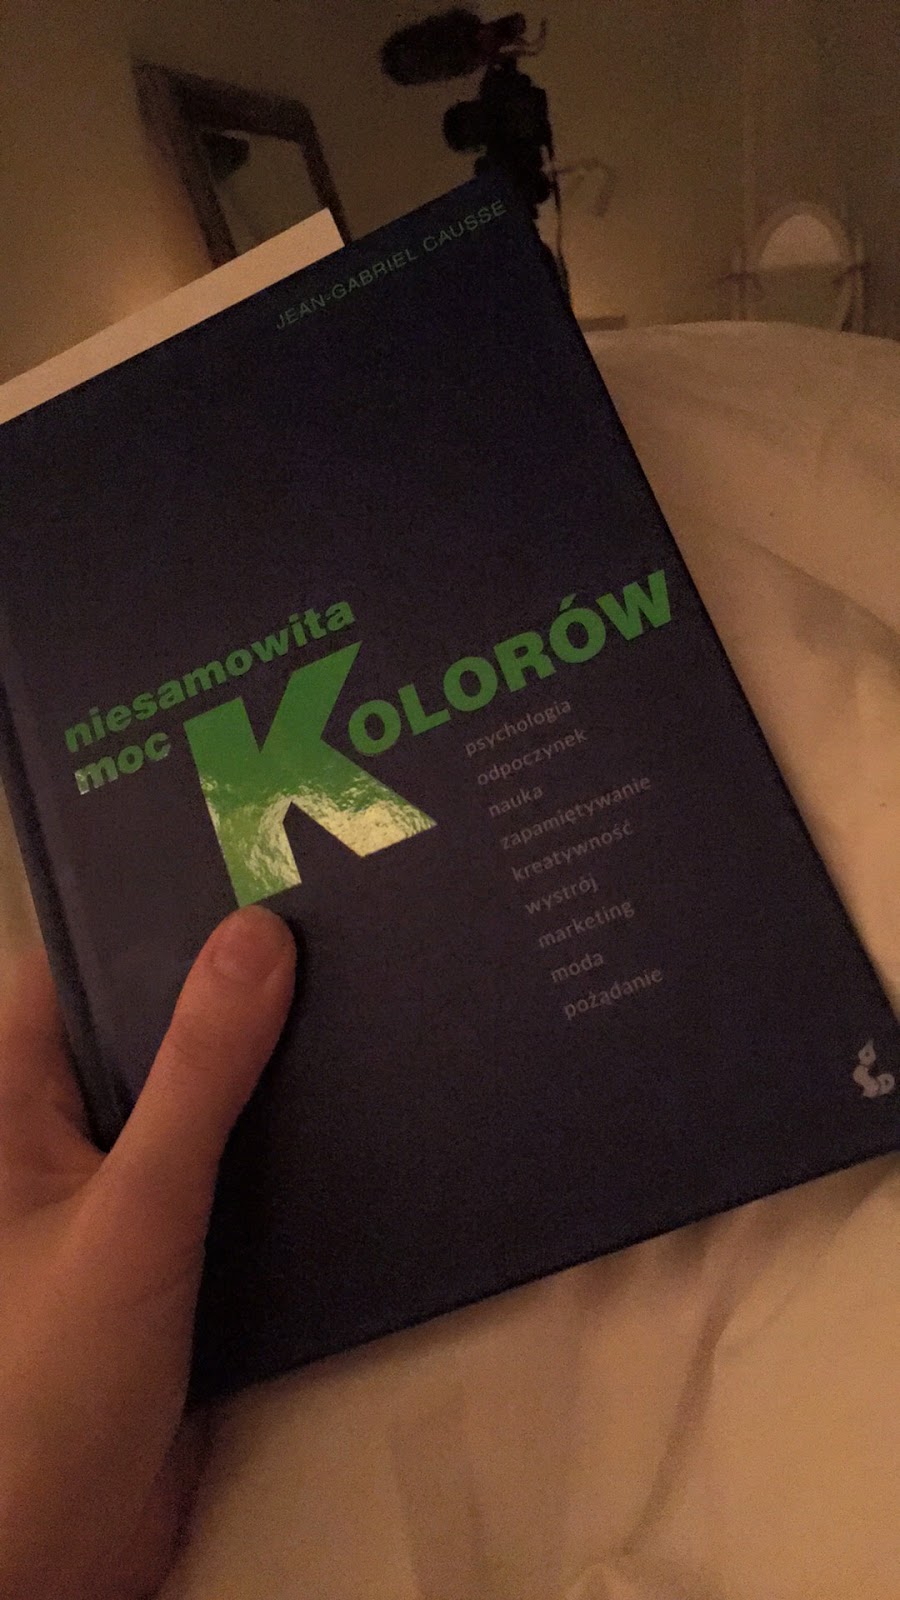 JEAN-GABRIEL CAUSSE
niesamowita
moc KOLORÓW
psychologia
odpoczynek
nauka
zapamiętywanie
kreatywność
wystrój
marketing
moda
pożądanie